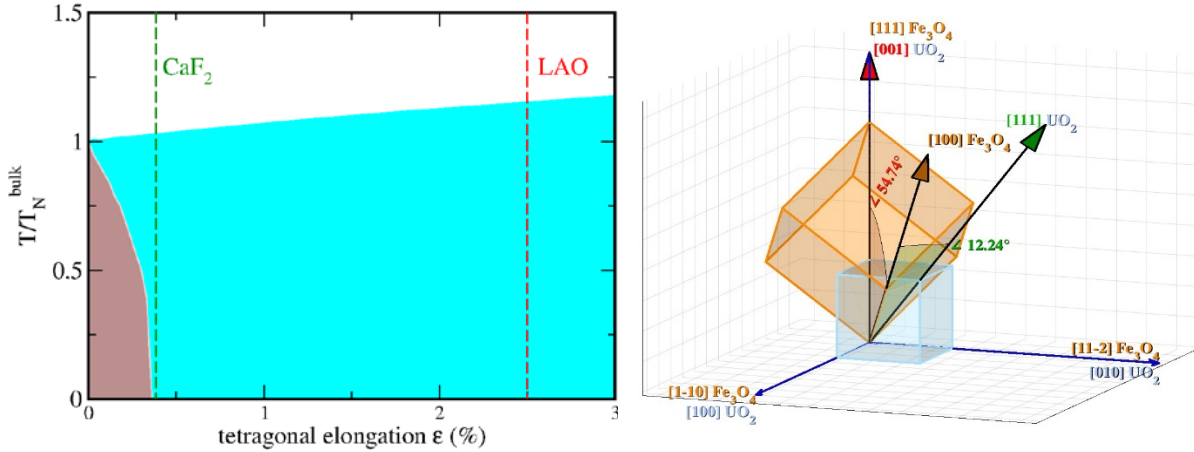 1.5
CaF₂
LAO
1
T/T_N^bulk
0.5
0
0
1
2
3
tetragonal elongation ε (%)
[111] Fe₃O₄
[001] UO₂
[111] UO₂
[100] Fe₃O₄
∠ 54.74°
∠ 12.24°
[11-2] Fe₃O₄
[010] UO₂
[1-10] Fe₃O₄
[100] UO₂